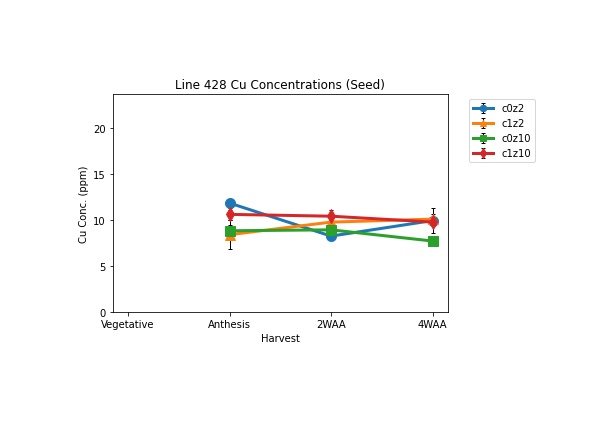 Line 428 Cu Concentrations (Seed)
c0z2
c1z2
c0z10
c1z10
Cu Conc. (ppm)
20
15
10
5
0
Vegetative Anthesis 2WAA 4WAA
Harvest